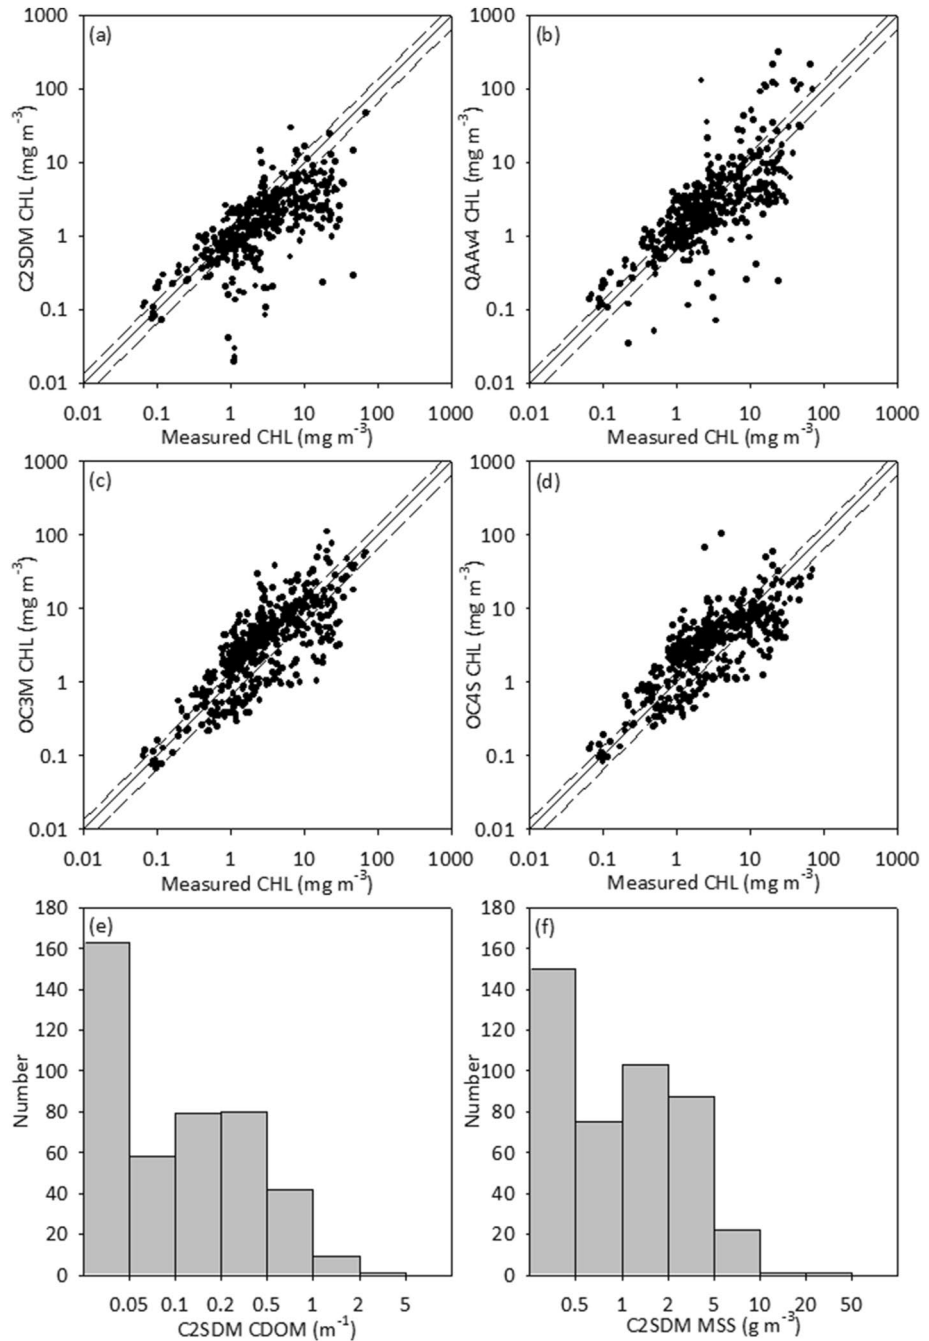 (a)
1000
100
10
1
0.1
0.01
C2SDM CHL (mg m⁻³)
0.01 0.1 1 10 100 1000
Measured CHL (mg m⁻³)
(b)
1000
100
10
1
0.1
0.01
QAAv4 CHL (mg m⁻³)
0.01 0.1 1 10 100 1000
Measured CHL (mg m⁻³)
(c)
1000
100
10
1
0.1
0.01
OC3M CHL (mg m⁻³)
0.01 0.1 1 10 100 1000
Measured CHL (mg m⁻³)
(d)
1000
100
10
1
0.1
0.01
OC4S CHL (mg m⁻³)
0.01 0.1 1 10 100 1000
Measured CHL (mg m⁻³)
(e)
180
160
140
120
100
80
60
40
20
0
Number
0.05 0.1 0.2 0.5 1 2 5
C2SDM CDOM (m⁻¹)
(f)
180
160
140
120
100
80
60
40
20
0
Number
0.5 1 2 5 10 20 50
C2SDM MSS (g m⁻³)